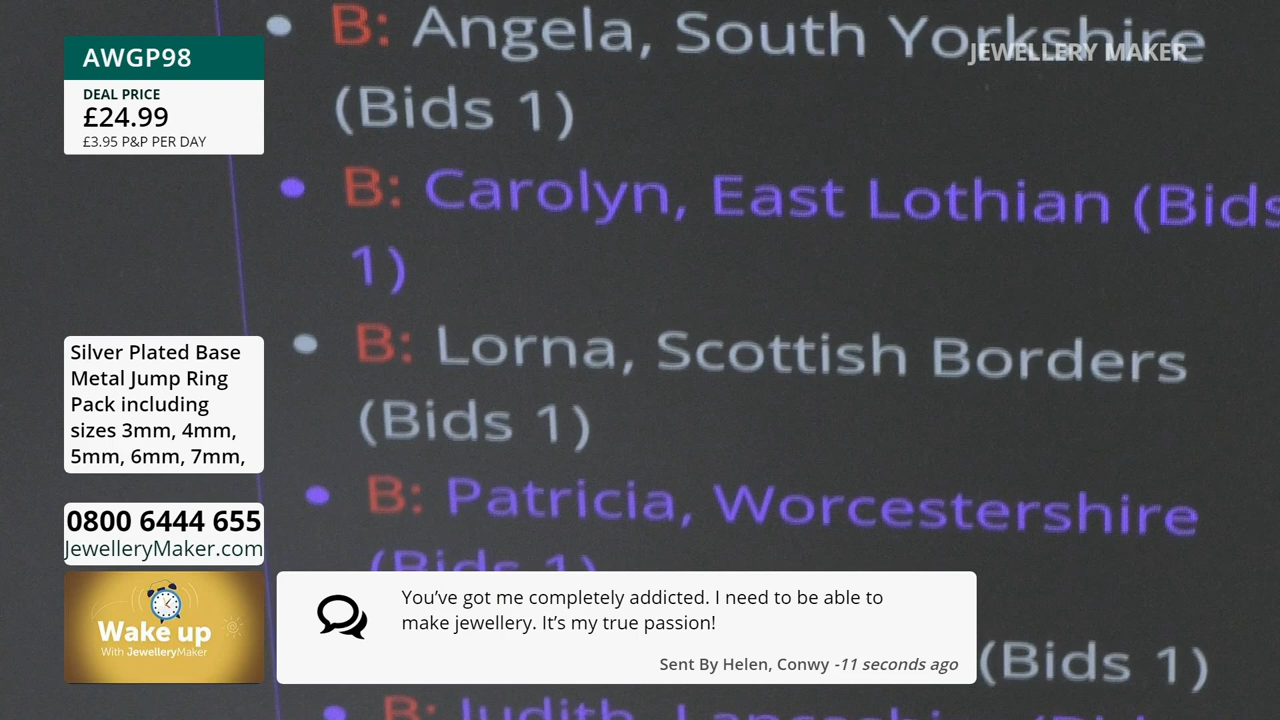 AWGP98
DEAL PRICE
£24.99
£3.95 P&P PER DAY
JEWELLERY MAKER
B: Angela, South Yorkshire
(Bids 1)
B: Carolyn, East Lothian (Bids
1)
B: Lorna, Scottish Borders
(Bids 1)
B: Patricia, Worcestershire
(Bids 1)
(Bids 1)
B: Judith, Lancashire
Silver Plated Base
Metal Jump Ring
Pack including
sizes 3mm, 4mm,
5mm, 6mm, 7mm,
0800 6444 655
JewelleryMaker.com
Wake up
With JewelleryMaker
You've got me completely addicted. I need to be able to
make jewellery. It's my true passion!
Sent By Helen, Conwy -11 seconds ago